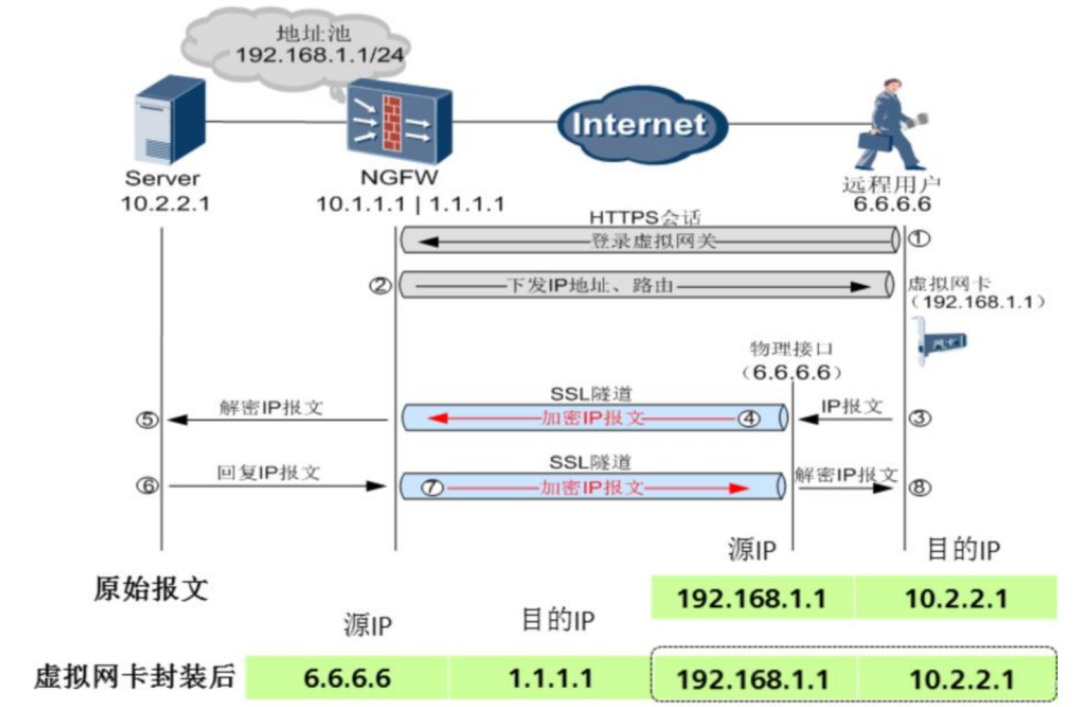 地址池
192.168.1.1/24
Internet
Server
10.2.2.1
NGFW
10.1.1.1 | 1.1.1.1
远程用户
6.6.6.6
HTTPS会话
登录虚拟网关
①
②
下发IP地址、路由
虚拟网卡
（192.168.1.1）
网卡
物理接口
（6.6.6.6）
SSL隧道
⑤
解密IP报文
加密IP报文
④
IP报文
③
SSL隧道
⑥
回复IP报文
⑦
加密IP报文
解密IP报文
⑧
源IP
目的IP
原始报文
192.168.1.1
10.2.2.1
源IP
目的IP
虚拟网卡封装后
6.6.6.6
1.1.1.1
192.168.1.1
10.2.2.1